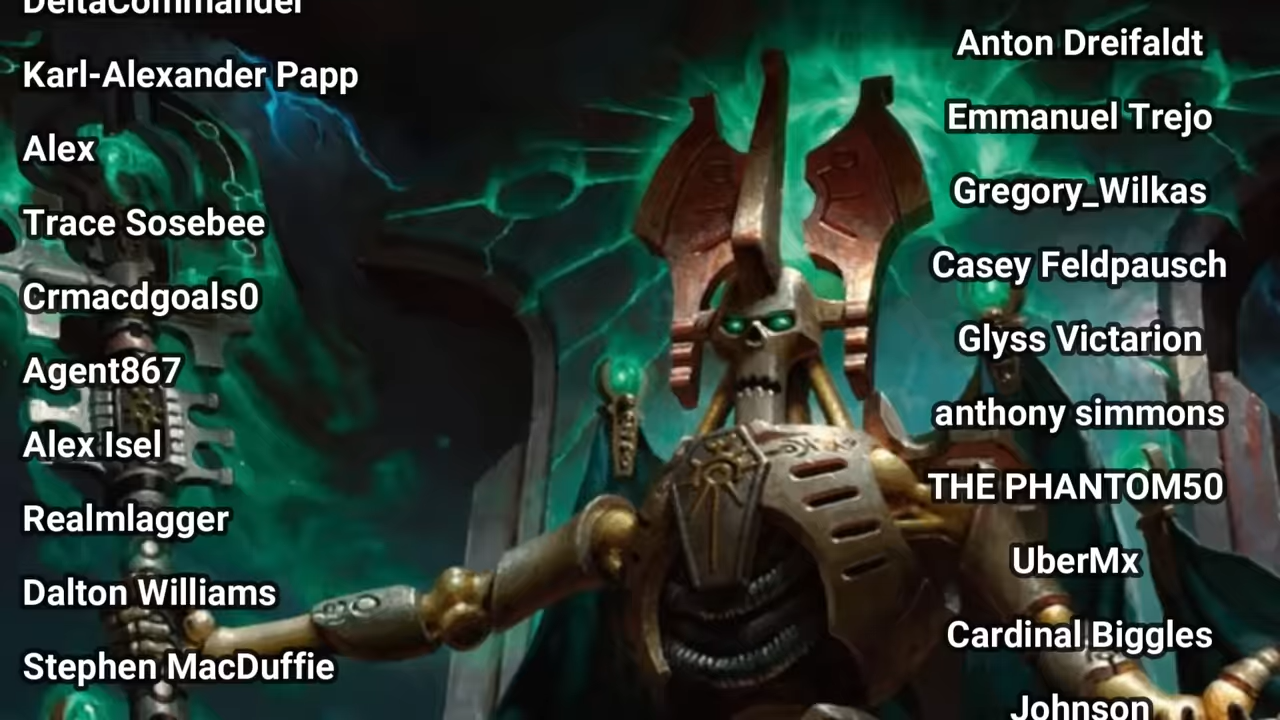 DeltaCommander
Karl-Alexander Papp
Alex
Trace Sosebee
Crmacdgoals0
Agent867
Alex Isel
Realmlagger
Dalton Williams
Stephen MacDuffie
Anton Dreifaldt
Emmanuel Trejo
Gregory_Wilkas
Casey Feldpausch
Glyss Victarion
anthony simmons
THE PHANTOM50
UberMx
Cardinal Biggles
Johnson